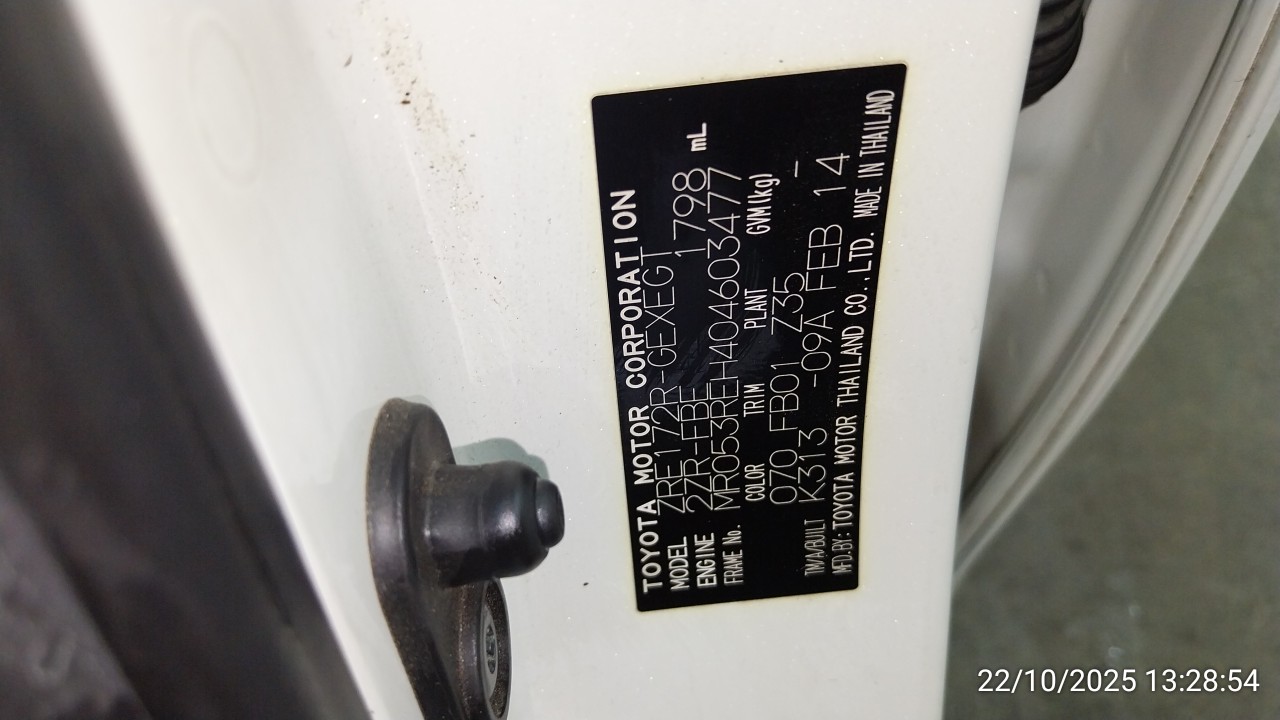 TOYOTA MOTOR CORPORATION
MODEL ZRE172R-GEXEGT
ENGINE 2ZR-FBE 1798 mL
FRAME No. MR053REH404603477
COLOR TRIM PLANT GVM(kg)
070 FB01 Z35 -
TM/A/BUILT K313 -09A FEB 14
MFD.BY:TOYOTA MOTOR THAILAND CO.,LTD. MADE IN THAILAND
22/10/2025 13:28:54